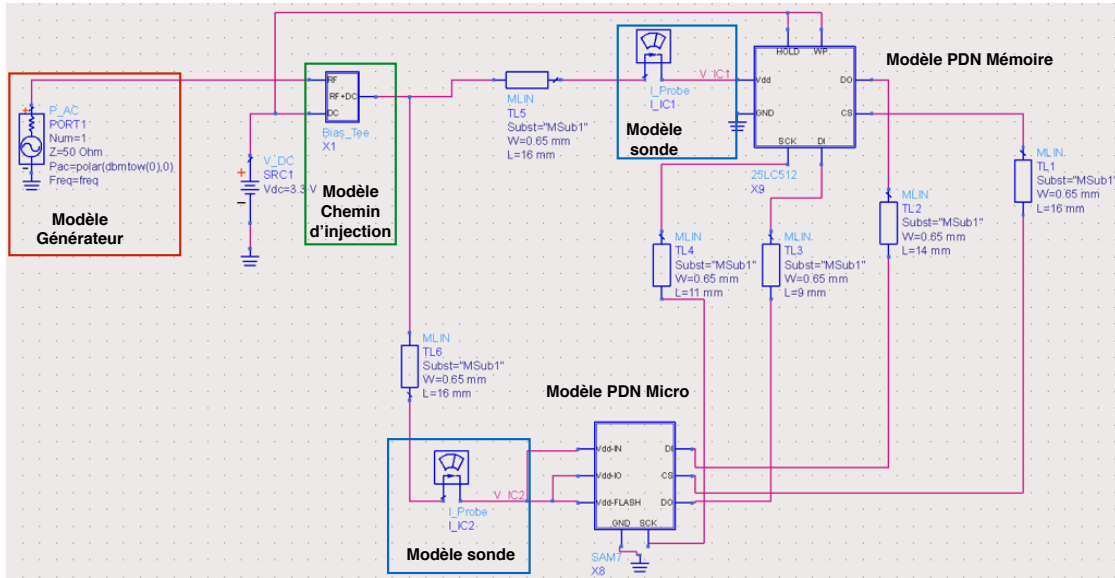 HOLD
WP
Modèle PDN Mémoire
RF
RF+DC
DC
Bias_Tee
X1
P_AC
PORT1
Num=1
Z=50 Ohm
Pac=polar(dbmtow(0),0)
Freq=freq
Modèle
Générateur
V_DC
SRC1
Vdc=3.3 V
Modèle
Chemin
d'injection
MLIN
TL5
Subst="MSub1"
W=0.65 mm
L=16 mm
I_Probe
I_IC1
V_IC1
Modèle
sonde
Vdd
GND
DO
CS
SCK
DI
25LC512
X9
MLIN
TL1
Subst="MSub1"
W=0.65 mm
L=16 mm
MLIN
TL2
Subst="MSub1"
W=0.65 mm
L=14 mm
MLIN
TL4
Subst="MSub1"
W=0.65 mm
L=11 mm
MLIN
TL3
Subst="MSub1"
W=0.65 mm
L=9 mm
MLIN
TL6
Subst="MSub1"
W=0.65 mm
L=16 mm
Modèle PDN Micro
I_Probe
I_IC2
V_IC2
Modèle sonde
Vdd-IN
Vdd-IO
Vdd-FLASH
DI
CS
DO
GND
SCK
SAM7
X8